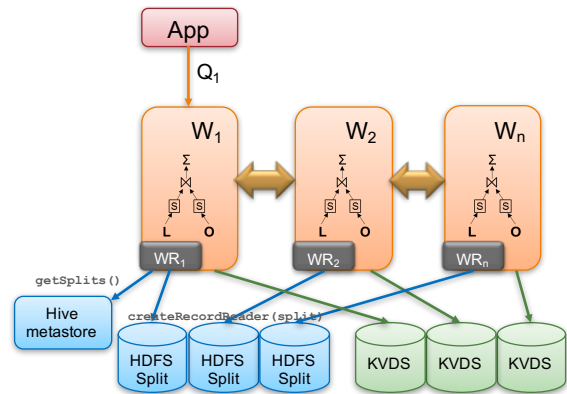 App
Q1
W1
W2
Wn
Σ
Σ
Σ
⋈
⋈
⋈
S S
S S
S S
L O
L O
L O
WR1
WR2
WRn
getSplits()
createRecordReader(split)
Hive
metastore
HDFS
Split
HDFS
Split
HDFS
Split
KVDS
KVDS
KVDS